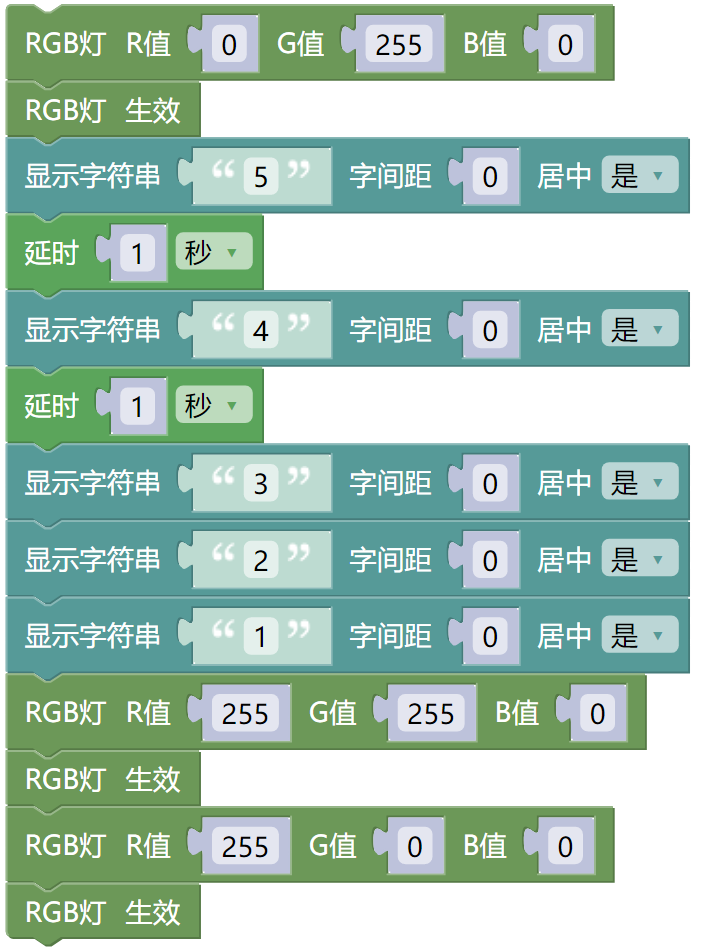 RGB灯 R值 0 G值 255 B值 0
RGB灯 生效
显示字符串 “ 5 ” 字间距 0 居中 是
延时 1 秒
显示字符串 “ 4 ” 字间距 0 居中 是
延时 1 秒
显示字符串 “ 3 ” 字间距 0 居中 是
显示字符串 “ 2 ” 字间距 0 居中 是
显示字符串 “ 1 ” 字间距 0 居中 是
RGB灯 R值 255 G值 255 B值 0
RGB灯 生效
RGB灯 R值 255 G值 0 B值 0
RGB灯 生效